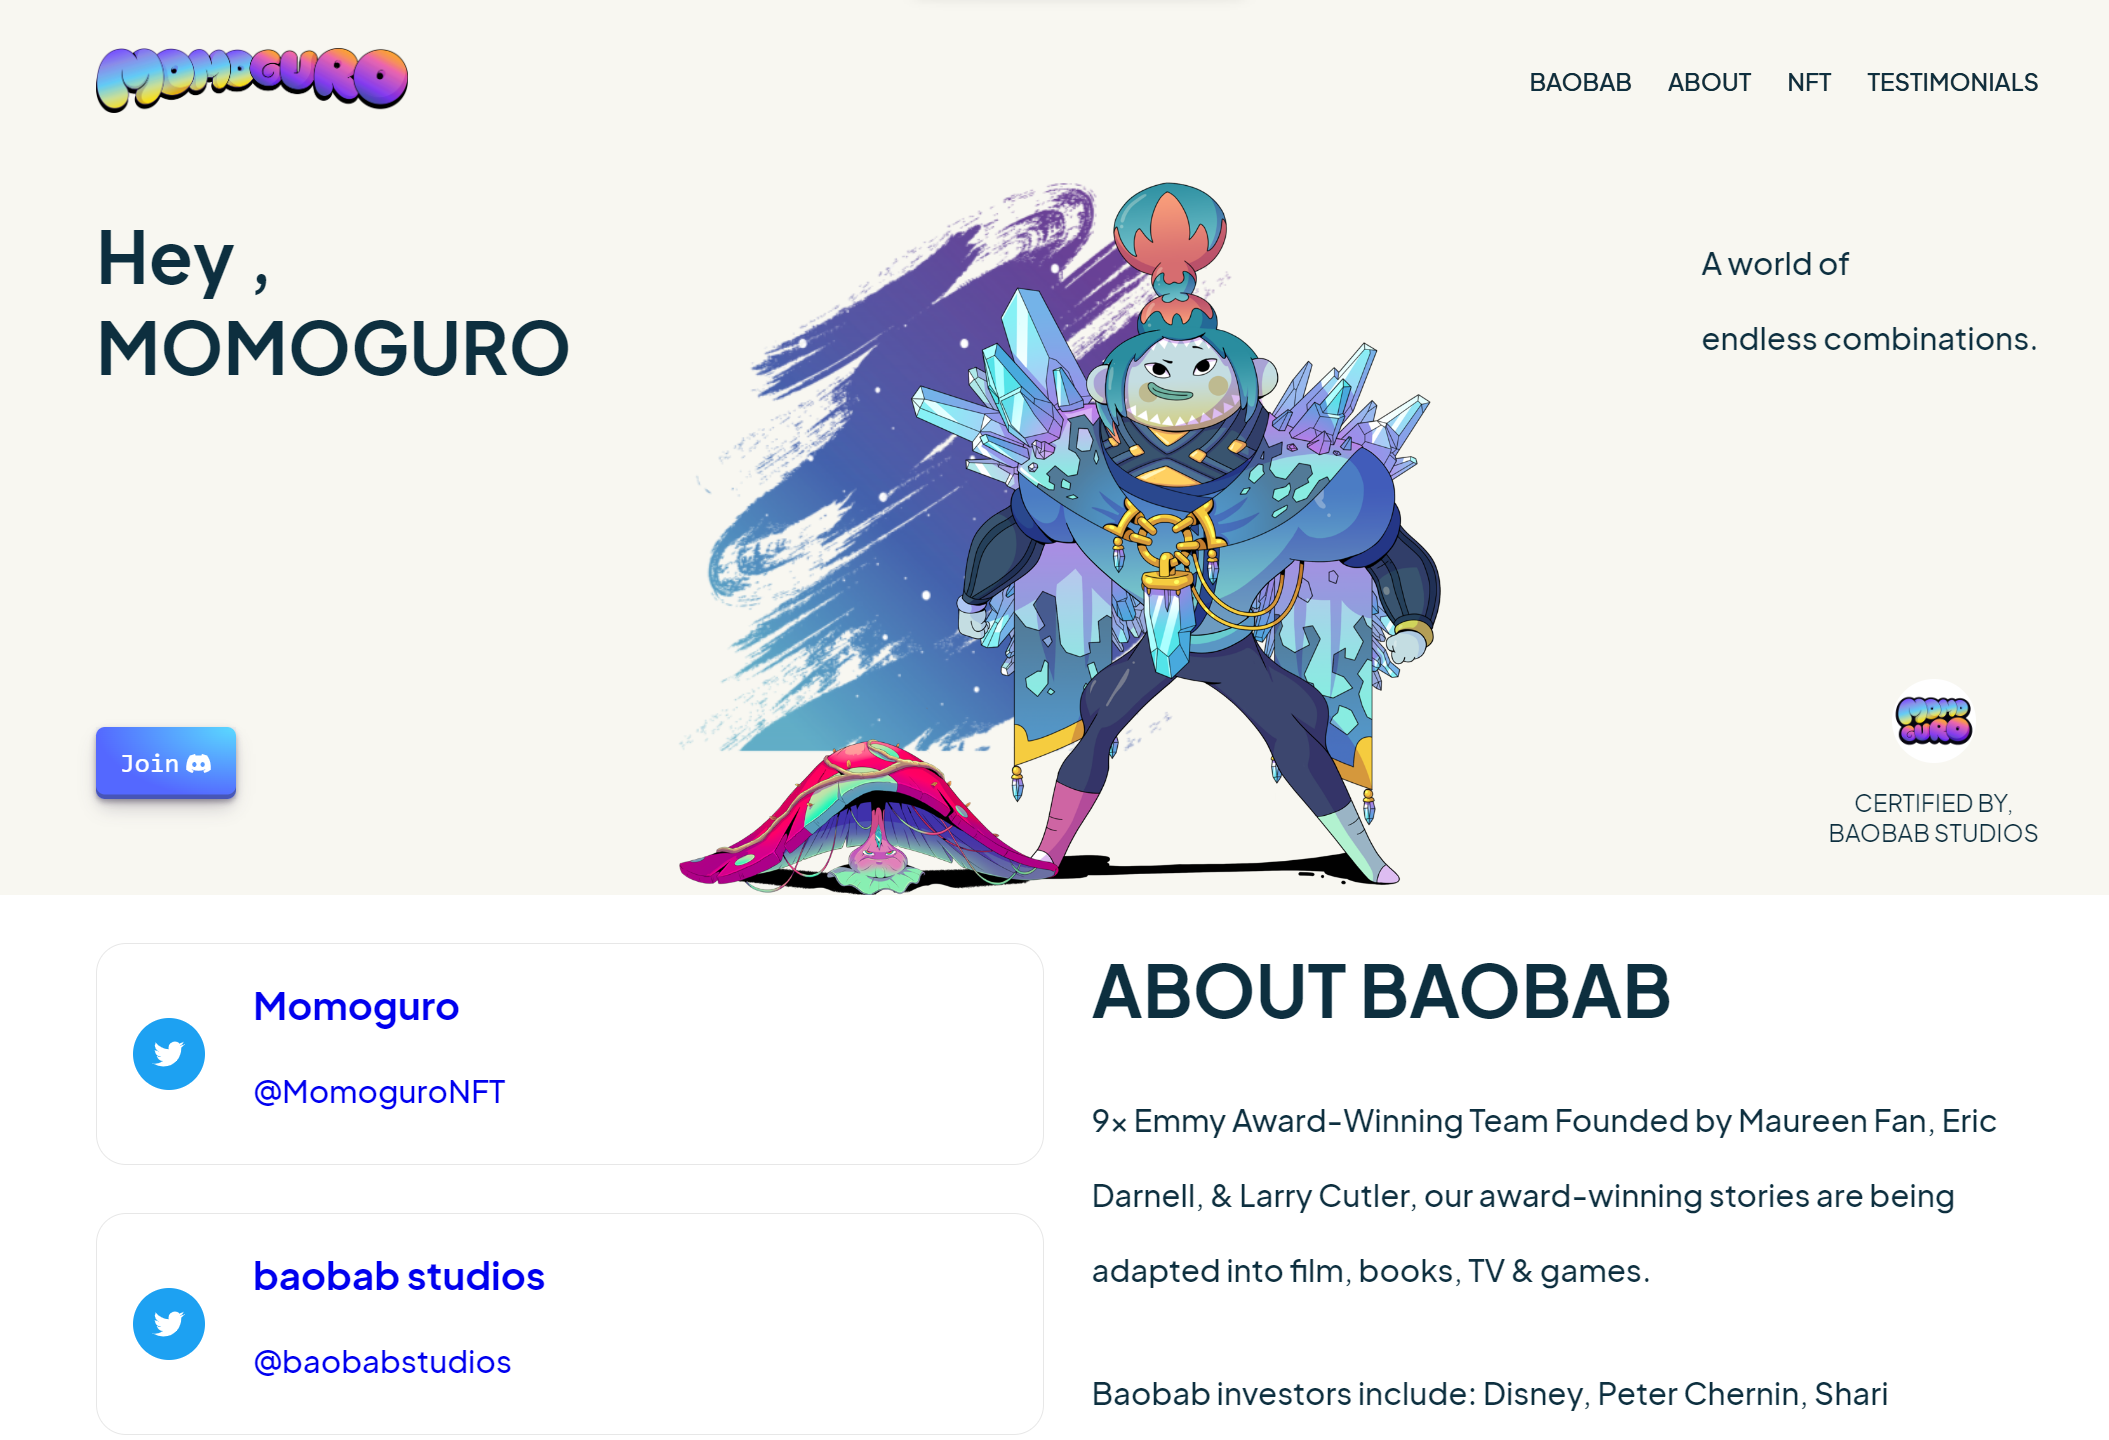 MOMOGURO
BAOBAB ABOUT NFT TESTIMONIALS
Hey ,
MOMOGURO
A world of
endless combinations.
Join
MOMO
GURO
CERTIFIED BY,
BAOBAB STUDIOS
Momoguro
@MomoguroNFT
baobab studios
@baobabstudios
ABOUT BAOBAB
9x Emmy Award-Winning Team Founded by Maureen Fan, Eric
Darnell, & Larry Cutler, our award-winning stories are being
adapted into film, books, TV & games.
Baobab investors include: Disney, Peter Chernin, Shari